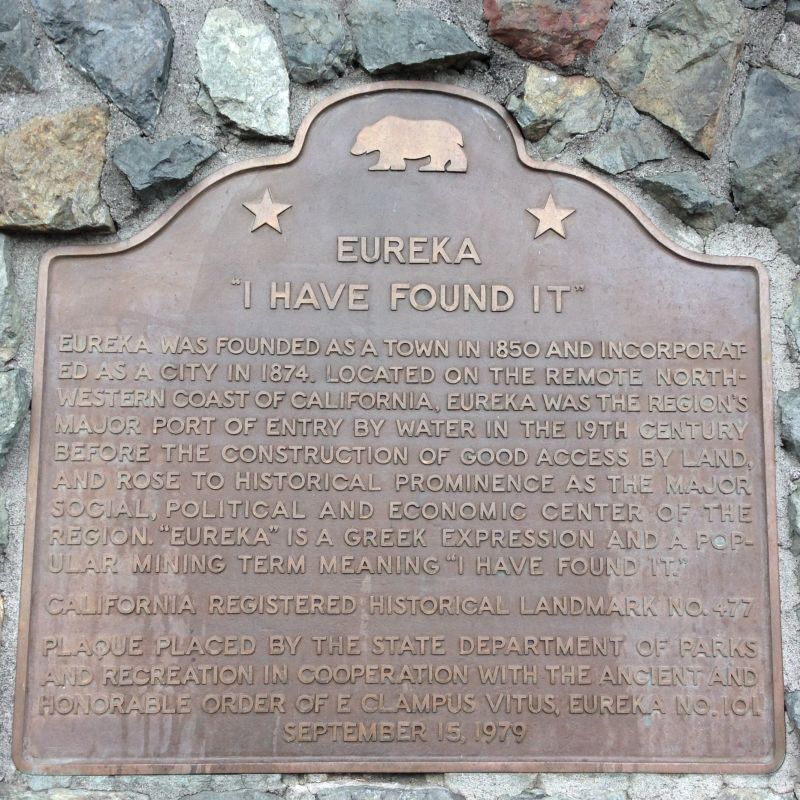 EUREKA
"I HAVE FOUND IT"
EUREKA WAS FOUNDED AS A TOWN IN 1850 AND INCORPORAT-
ED AS A CITY IN 1874. LOCATED ON THE REMOTE NORTH-
WESTERN COAST OF CALIFORNIA, EUREKA WAS THE REGION'S
MAJOR PORT OF ENTRY BY WATER IN THE 19TH CENTURY
BEFORE THE CONSTRUCTION OF GOOD ACCESS BY LAND,
AND ROSE TO HISTORICAL PROMINENCE AS THE MAJOR
SOCIAL, POLITICAL AND ECONOMIC CENTER OF THE
REGION. "EUREKA" IS A GREEK EXPRESSION AND A POP-
ULAR MINING TERM MEANING "I HAVE FOUND IT."
CALIFORNIA REGISTERED HISTORICAL LANDMARK NO. 477
PLAQUE PLACED BY THE STATE DEPARTMENT OF PARKS
AND RECREATION IN COOPERATION WITH THE ANCIENT AND
HONORABLE ORDER OF E CLAMPUS VITUS, EUREKA NO. 101.
SEPTEMBER 15, 1979